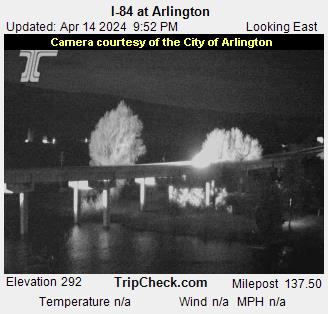 I-84 at Arlington
Updated: Apr 14 2024 9:52 PM Looking East
Camera courtesy of the City of Arlington
Elevation 292 TripCheck.com Milepost 137.50
Temperature n/a Wind n/a MPH n/a